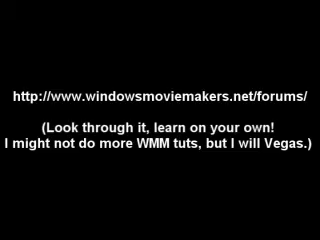 http://www.windowsmoviemakers.net/forums/
(Look through it, learn on your own!
I might not do more WMM tuts, but I will Vegas.)